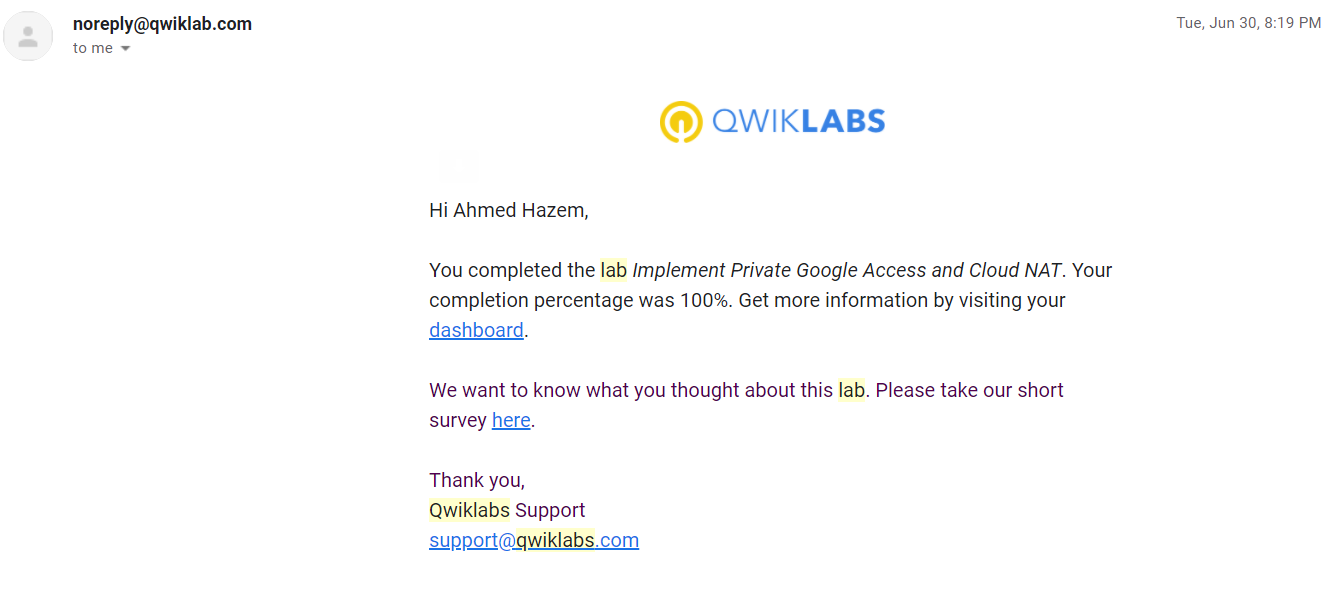 noreply@qwiklab.com
Tue, Jun 30, 8:19 PM
to me
QWIKLABS
Hi Ahmed Hazem,
You completed the lab Implement Private Google Access and Cloud NAT. Your
completion percentage was 100%. Get more information by visiting your
dashboard.
We want to know what you thought about this lab. Please take our short
survey here.
Thank you,
Qwiklabs Support
support@qwiklabs.com